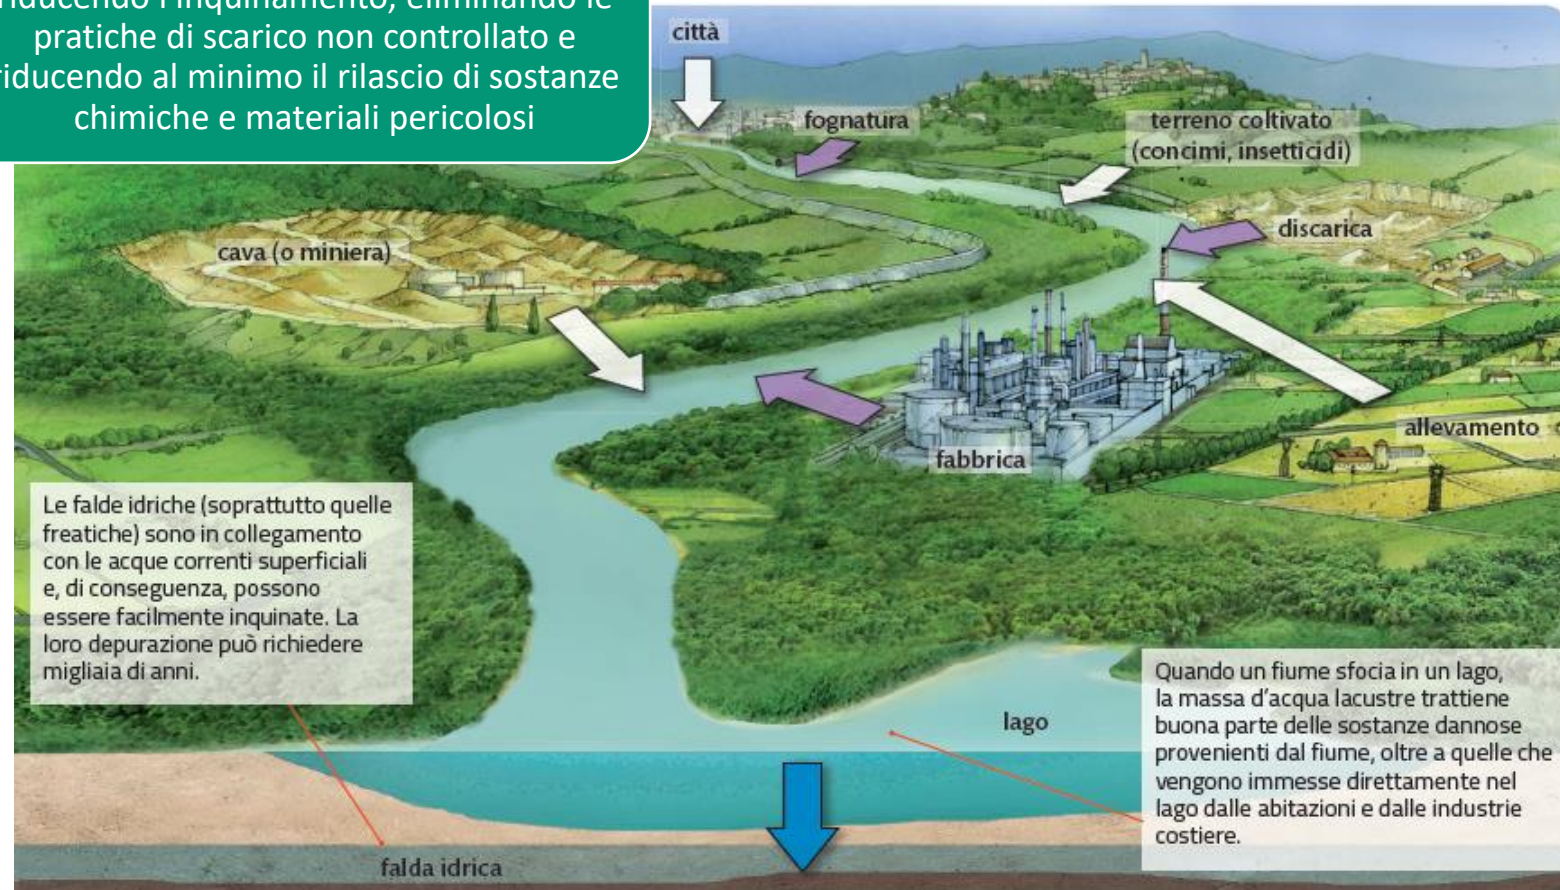 riducendo l'inquinamento, eliminando le
pratiche di scarico non controllato e
riducendo al minimo il rilascio di sostanze
chimiche e materiali pericolosi
città
fognatura
terreno coltivato
(concimi, insetticidi)
discarica
cava (o miniera)
allevamento
fabbrica
Le falde idriche (soprattutto quelle
freatiche) sono in collegamento
con le acque correnti superficiali
e, di conseguenza, possono
essere facilmente inquinate. La
loro depurazione può richiedere
migliaia di anni.
Quando un fiume sfocia in un lago,
la massa d'acqua lacustre trattiene
buona parte delle sostanze dannose
provenienti dal fiume, oltre a quelle che
vengono immesse direttamente nel
lago dalle abitazioni e dalle industrie
costiere.
lago
falda idrica